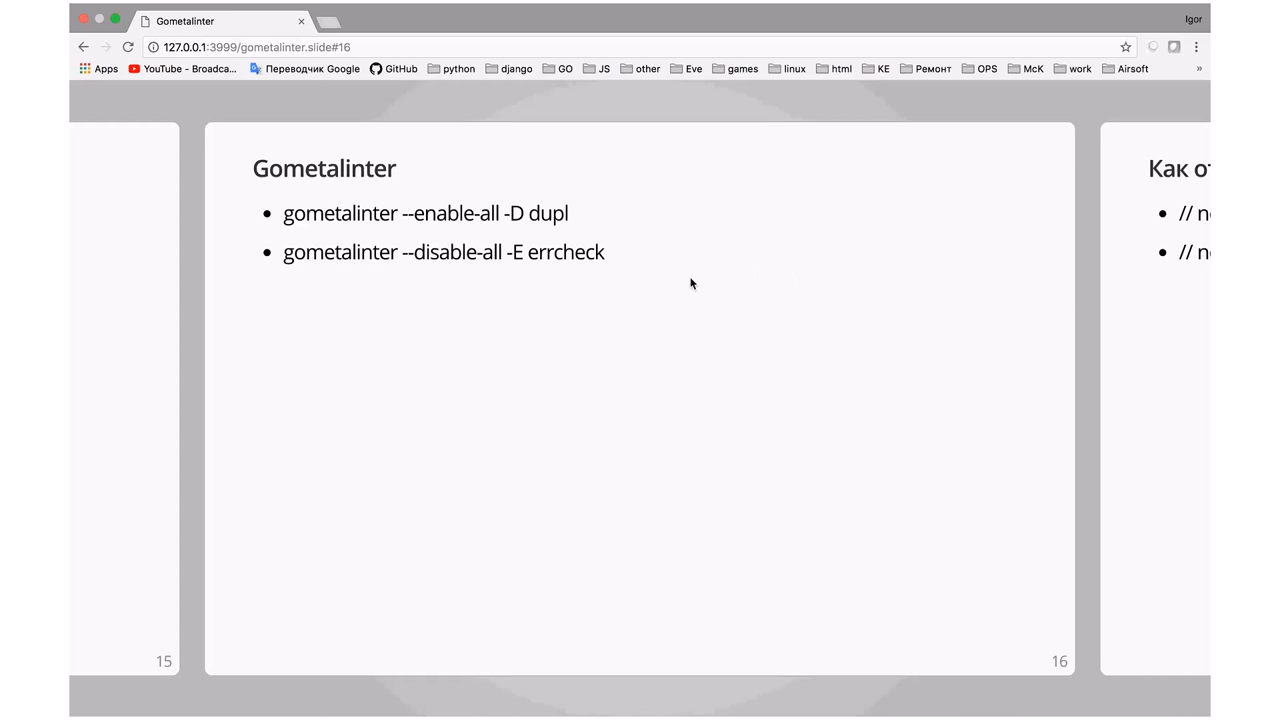 Gometalinter
Igor
127.0.0.1:3999/gometalinter.slide#16
Apps YouTube - Broadca... Переводчик Google GitHub python django GO JS other Eve games linux html KE Ремонт OPS McK work Airsoft »
Gometalinter
• gometalinter --enable-all -D dupl
• gometalinter --disable-all -E errcheck
15
16
Как
• //
• //